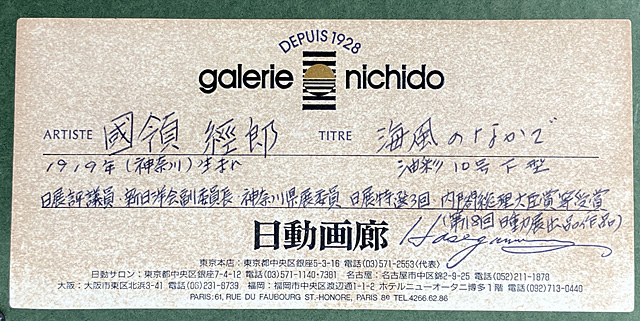 DEPUIS 1928
galerie nichido
ARTISTE 國領 經郎 TITRE 海風のなかで
1919年(神奈川)生まれ 油彩10号下型
日展評議員 新日洋会副委員長 神奈川県展委員 日展特選3回 内閣総理大臣賞等受賞
(第18回日動展出品作品)
日動画廊 Hasegawa
東京本店:東京都中央区銀座5-3-16 電話(03)571-2553(代表)
日動サロン:東京都中央区銀座7-4-12 電話(03)571-1140・7381 名古屋:名古屋市中区錦2-9-25 電話(052)211-1878
大阪:大阪市東区北浜3-41 電話(06)231-8739 福岡:福岡市中央区渡辺通1-1-2 ホテルニューオータニ博多1階 電話(092)713-0440
PARIS: 61, RUE DU FAUBOURG ST.-HONORE, PARIS 8e TEL. 4266.62.86